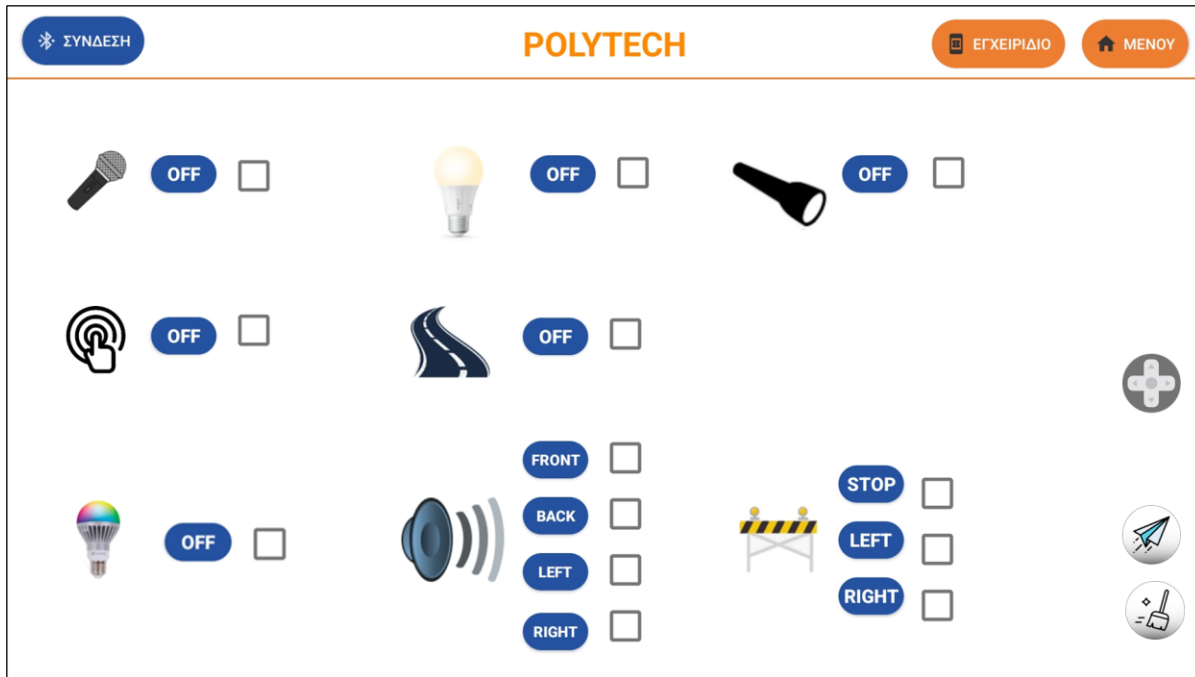 ΣΥΝΔΕΣΗ
POLYTECH
ΕΓΧΕΙΡΙΔΙΟ
ΜΕΝΟΥ
OFF
OFF
OFF
OFF
OFF
OFF
FRONT
BACK
LEFT
RIGHT
STOP
LEFT
RIGHT